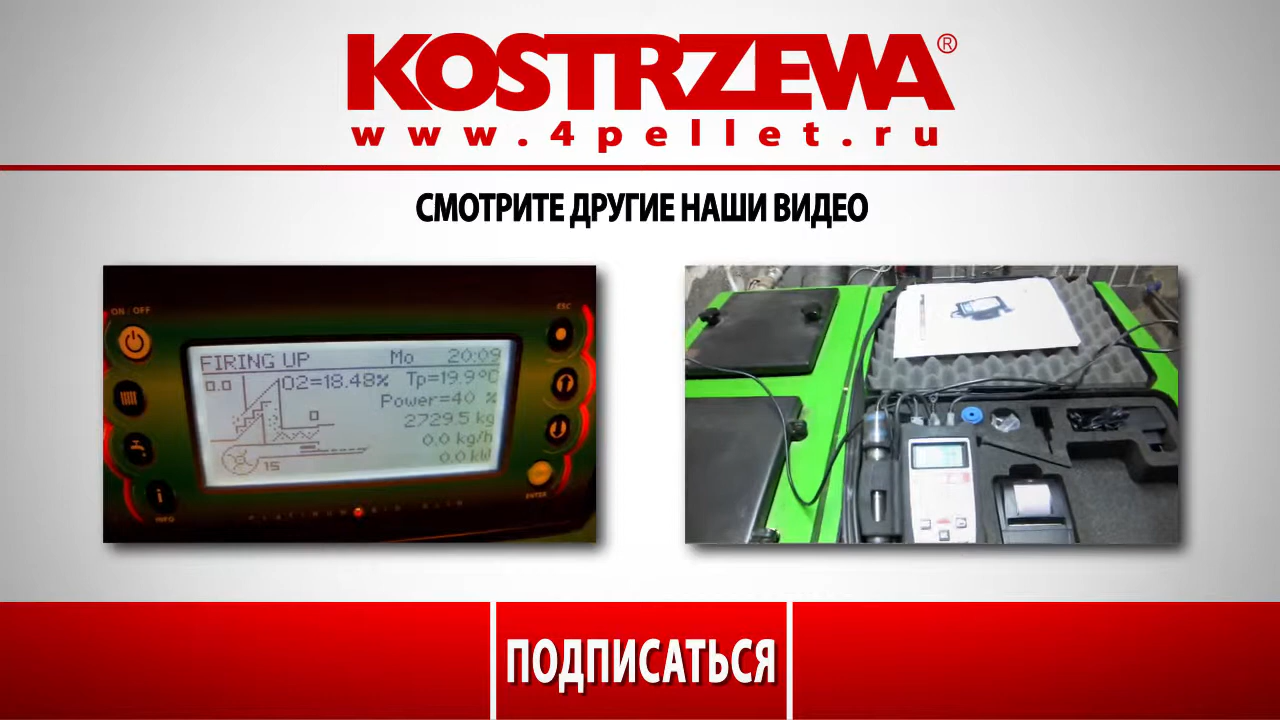 KOSTRZEWA®
www.4pellet.ru
СМОТРИТЕ ДРУГИЕ НАШИ ВИДЕО
ON / OFF
ESC
FIRING UP Mo 20:09
0.0 O2=18.48% Tp=19.9°C
Power=40 %
2729.5 kg
0.0 kg/h
0.0 kW
15
ENTER
INFO
ПОДПИСАТЬСЯ